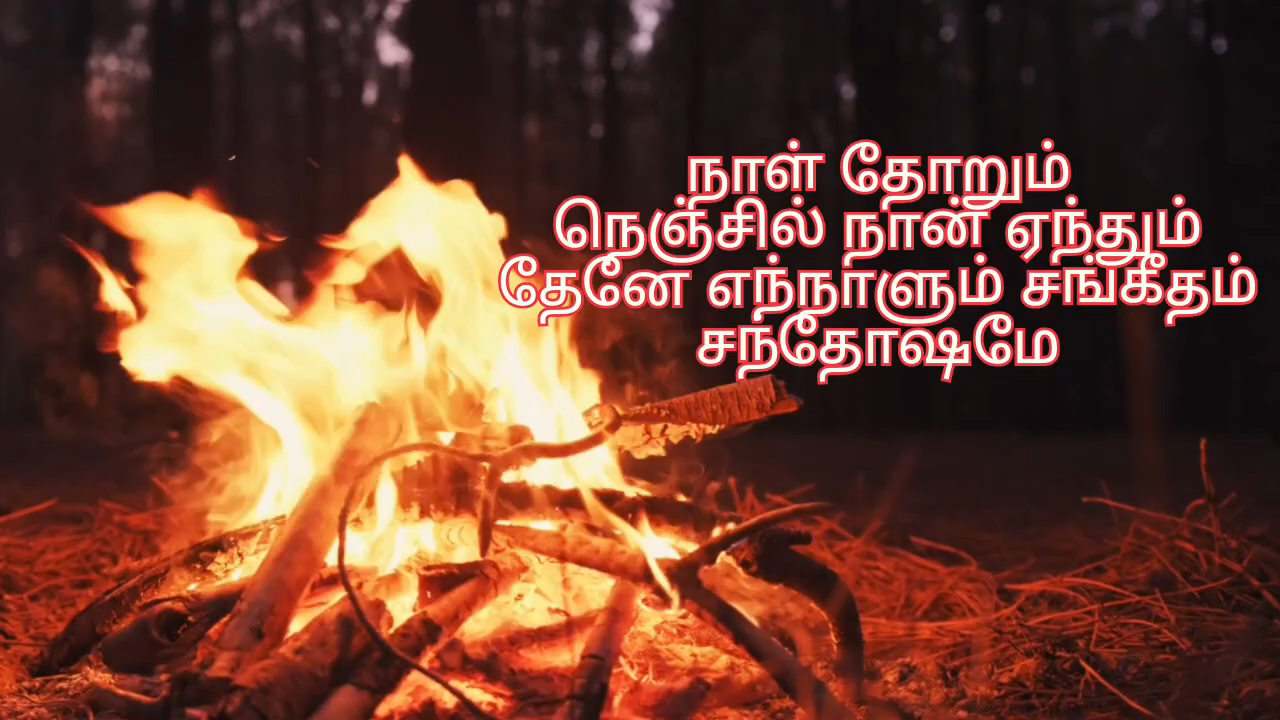 நாள் தோறும்
நெஞ்சில் நான் ஏந்தும்
தேனே எந்நாளும் சங்கீதம்
சந்தோஷமே